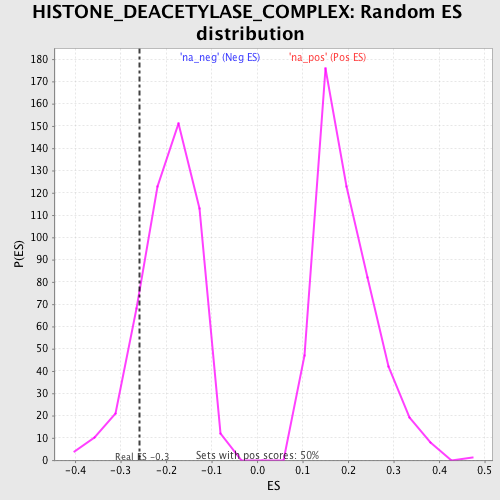 HISTONE_DEACETYLASE_COMPLEX: Random ES
distribution
'na_neg' (Neg ES) 'na_pos' (Pos ES)
180
170
160
150
140
130
120
110
100
90
80
70
60
50
40
30
20
10
0
P(ES)
Real ES -0.3
Sets with pos scores: 50%
-0.4 -0.3 -0.2 -0.1 0.0 0.1 0.2 0.3 0.4 0.5
ES